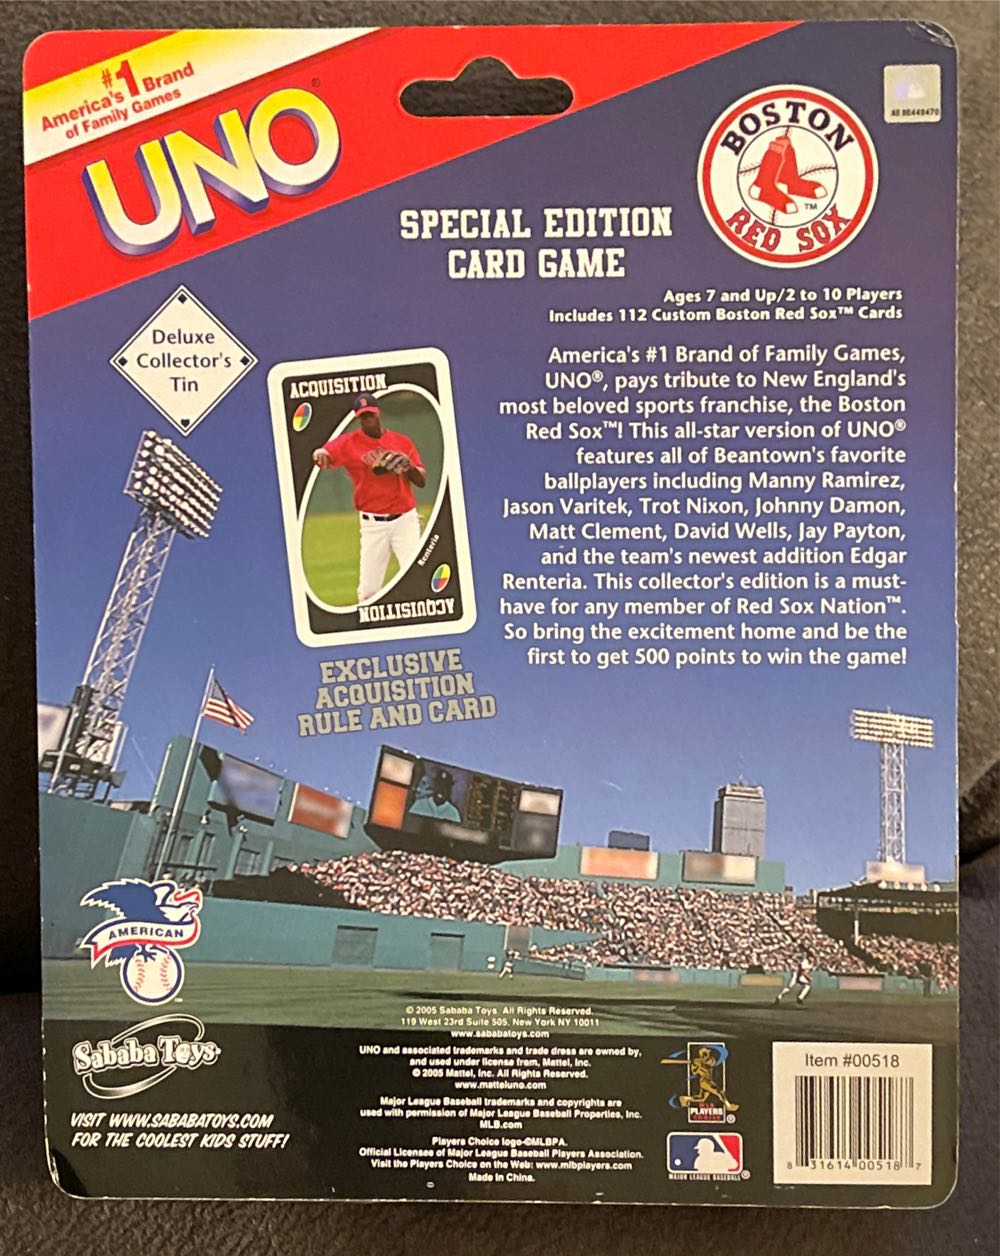 #1 Brand
America's
of Family Games
UNO®
BOSTON
RED SOX
TM
SPECIAL EDITION
CARD GAME
Ages 7 and Up/2 to 10 Players
Includes 112 Custom Boston Red Sox™ Cards
Deluxe
Collector's
Tin
America's #1 Brand of Family Games,
UNO®, pays tribute to New England's
most beloved sports franchise, the Boston
Red Sox™! This all-star version of UNO®
features all of Beantown's favorite
ballplayers including Manny Ramirez,
Jason Varitek, Trot Nixon, Johnny Damon,
Matt Clement, David Wells, Jay Payton,
and the team's newest addition Edgar
Renteria. This collector's edition is a must-
have for any member of Red Sox Nation™.
So bring the excitement home and be the
first to get 500 points to win the game!
ACQUISITION
Renteria
ACQUISITION
EXCLUSIVE
ACQUISITION
RULE AND CARD
AMERICAN
Sababa Toys
VISIT WWW.SABABATOYS.COM
FOR THE COOLEST KIDS STUFF!
© 2005 Sababa Toys. All Rights Reserved.
119 West 23rd Suite 505, New York NY 10011
www.sababatoys.com
UNO and associated trademarks and trade dress are owned by,
and used under license from, Mattel, Inc.
© 2005 Mattel, Inc. All Rights Reserved.
www.matteluno.com
Major League Baseball trademarks and copyrights are
used with permission of Major League Baseball Properties, Inc.
MLB.com
Players Choice logo-©MLBPA.
Official Licensee of Major League Baseball Players Association.
Visit the Players Choice on the Web: www.mlbplayers.com
Made in China.
MLB
PLAYERS
CHOICE
MAJOR LEAGUE BASEBALL
Item #00518
8 31614 00518 7